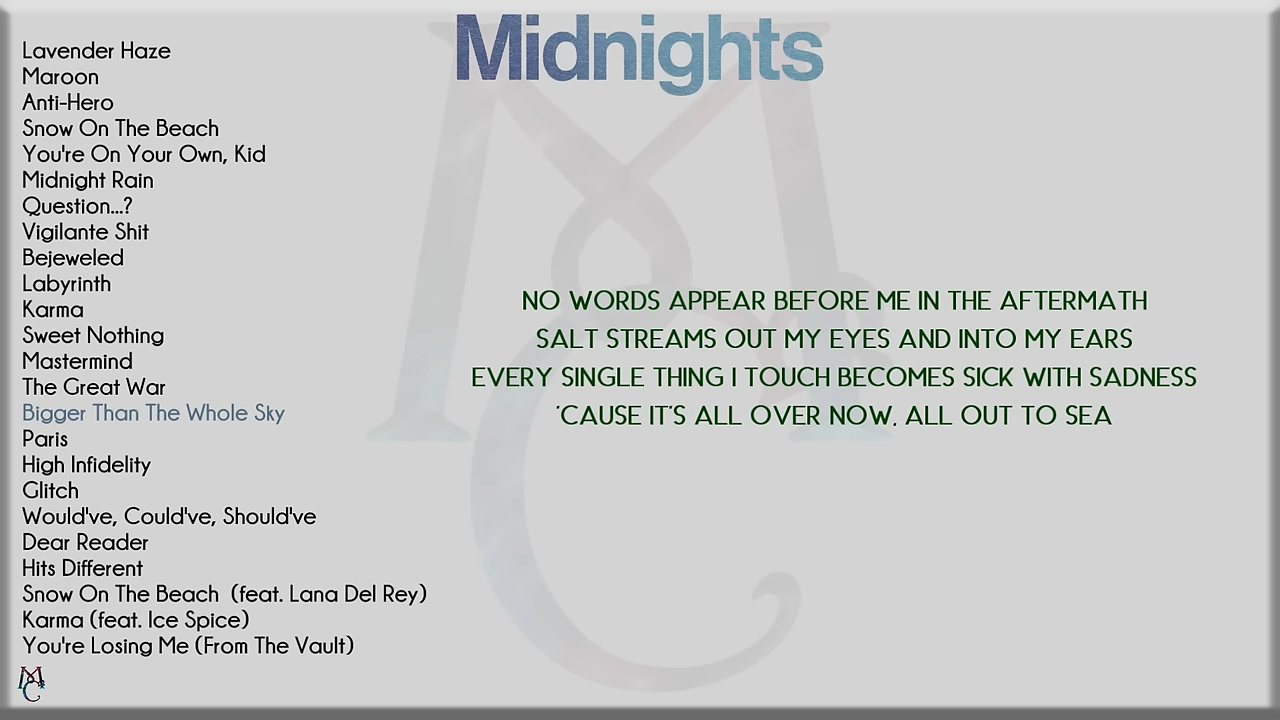 Midnights
Lavender Haze
Maroon
Anti-Hero
Snow On The Beach
You're On Your Own, Kid
Midnight Rain
Question...?
Vigilante Shit
Bejeweled
Labyrinth
Karma
Sweet Nothing
Mastermind
The Great War
Bigger Than The Whole Sky
Paris
High Infidelity
Glitch
Would've, Could've, Should've
Dear Reader
Hits Different
Snow On The Beach (feat. Lana Del Rey)
Karma (feat. Ice Spice)
You're Losing Me (From The Vault)
NO WORDS APPEAR BEFORE ME IN THE AFTERMATH
SALT STREAMS OUT MY EYES AND INTO MY EARS
EVERY SINGLE THING I TOUCH BECOMES SICK WITH SADNESS
'CAUSE IT'S ALL OVER NOW, ALL OUT TO SEA